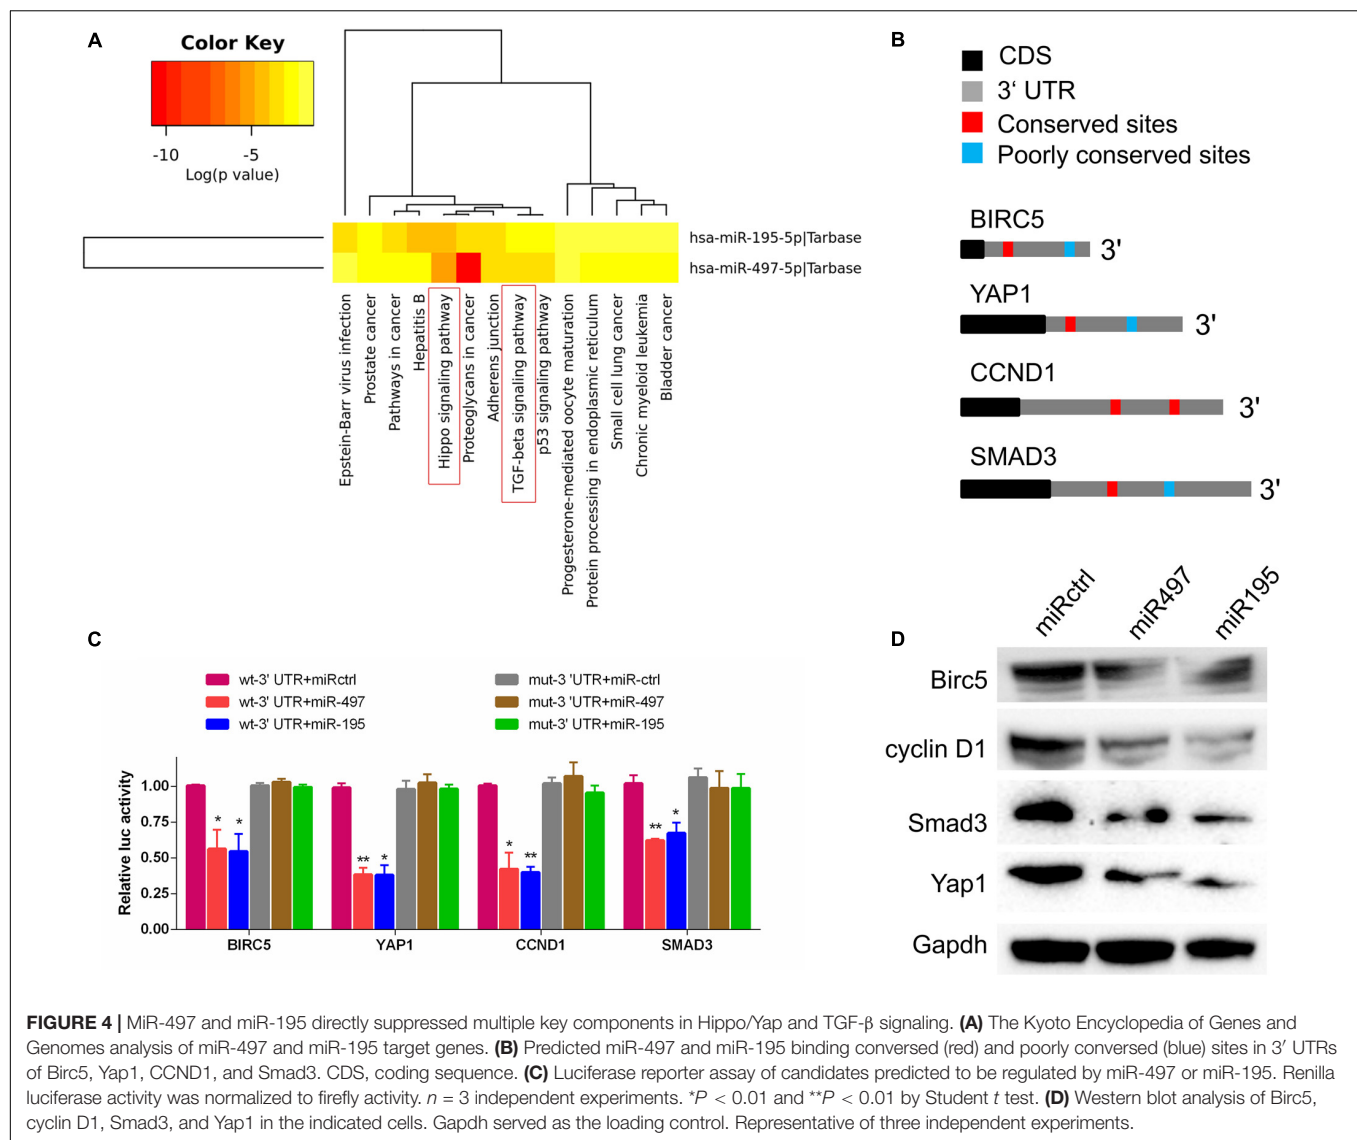 A
Color Key
-10
-5
Log(p value)
hsa-miR-195-5p|Tarbase
hsa-miR-497-5p|Tarbase
Epstein-Barr virus infection
Prostate cancer
Pathways in cancer
Hepatitis B
Hippo signaling pathway
Proteoglycans in cancer
Adherens junction
TGF-beta signaling pathway
p53 signaling pathway
Progesterone-mediated oocyte maturation
Protein processing in endoplasmic reticulum
Small cell lung cancer
Chronic myeloid leukemia
Bladder cancer
B
CDS
3‘ UTR
Conserved sites
Poorly conserved sites
BIRC5
3'
YAP1
3'
CCND1
3'
SMAD3
3'
C
wt-3' UTR+miRctrl
wt-3' UTR+miR-497
wt-3' UTR+miR-195
mut-3 'UTR+miR-ctrl
mut-3 'UTR+miR-497
mut-3' UTR+miR-195
Relative luc activity
1.00
0.75
0.50
0.25
0.00
* *
** *
* **
** *
BIRC5
YAP1
CCND1
SMAD3
D
miRctrl
miR497
miR195
Birc5
cyclin D1
Smad3
Yap1
Gapdh
FIGURE 4 | MiR-497 and miR-195 directly suppressed multiple key components in Hippo/Yap and TGF-β signaling. (A) The Kyoto Encyclopedia of Genes and
Genomes analysis of miR-497 and miR-195 target genes. (B) Predicted miR-497 and miR-195 binding conversed (red) and poorly conversed (blue) sites in 3′ UTRs
of Birc5, Yap1, CCND1, and Smad3. CDS, coding sequence. (C) Luciferase reporter assay of candidates predicted to be regulated by miR-497 or miR-195. Renilla
luciferase activity was normalized to firefly activity. n = 3 independent experiments. *P < 0.01 and **P < 0.01 by Student t test. (D) Western blot analysis of Birc5,
cyclin D1, Smad3, and Yap1 in the indicated cells. Gapdh served as the loading control. Representative of three independent experiments.